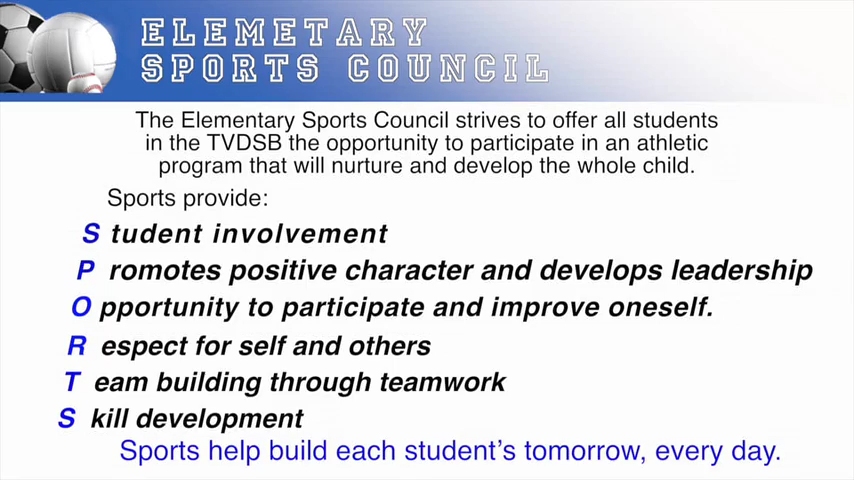 ELEMETARY
SPORTS COUNCIL
The Elementary Sports Council strives to offer all students
in the TVDSB the opportunity to participate in an athletic
program that will nurture and develop the whole child.
Sports provide:
S tudent involvement
P romotes positive character and develops leadership
O pportunity to participate and improve oneself.
R espect for self and others
T eam building through teamwork
S kill development
Sports help build each student's tomorrow, every day.